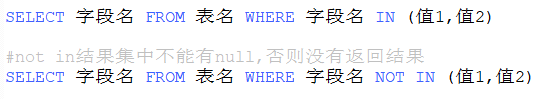 SELECT 字段名 FROM 表名 WHERE 字段名 IN (值1,值2)
#not in结果集中不能有null,否则没有返回结果
SELECT 字段名 FROM 表名 WHERE 字段名 NOT IN (值1,值2)